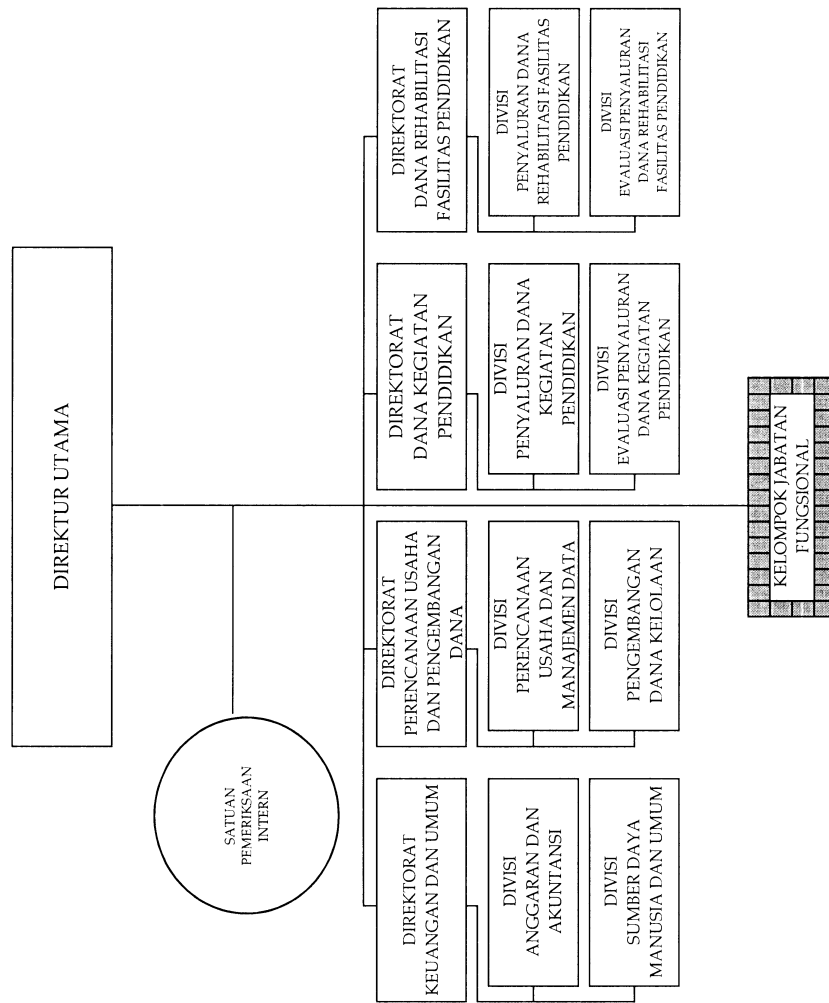 DIREKTUR UTAMA
SATUAN
PEMERIKSAAN
INTERN
DIREKTORAT
KEUANGAN DAN UMUM
DIREKTORAT
PERENCANAAN USAHA
DAN PENGEMBANGAN
DANA
DIREKTORAT
DANA KEGIATAN
PENDIDIKAN
DIREKTORAT
DANA REHABILITASI
FASILITAS PENDIDIKAN
DIVISI
ANGGARAN DAN
AKUNTANSI
DIVISI
PERENCANAAN
USAHA DAN
MANAJEMEN DATA
DIVISI
PENYALURAN DANA
KEGIATAN
PENDIDIKAN
DIVISI
PENYALURAN DANA
REHABILITASI FASILITAS
PENDIDIKAN
DIVISI
SUMBER DAYA
MANUSIA DAN UMUM
DIVISI
PENGEMBANGAN
DANA KELOLAAN
DIVISI
EVALUASI PENYALURAN
DANA KEGIATAN
PENDIDIKAN
DIVISI
EVALUASI PENYALURAN
DANA REHABILITASI
FASILITAS PENDIDIKAN
KELOMPOK JABATAN
FUNGSIONAL